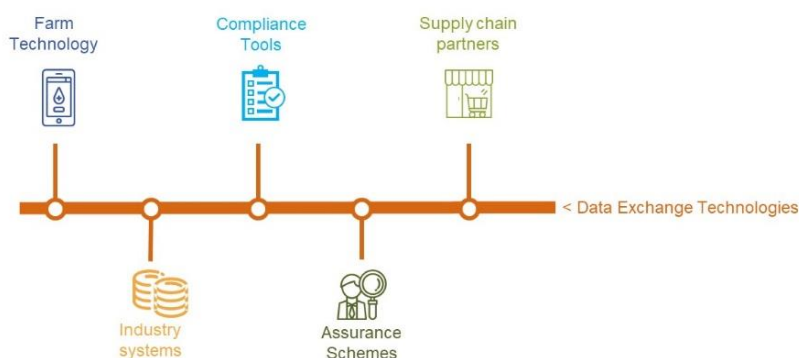 Farm
Technology
Compliance
Tools
Supply chain
partners
< Data Exchange Technologies
Industry
systems
Assurance
Schemes